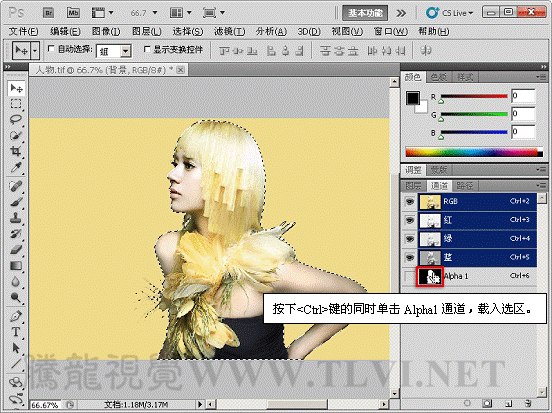 Ps Br Mb 66.7 基本功能 CS Live
文件(F) 编辑(E) 图像(I) 图层(L) 选择(S) 滤镜(T) 分析(A) 3D(D) 视图(V) 窗口(W) 帮助(H)
自动选择: 组 显示变换控件
人物.tif @ 66.7% (背景, RGB/8#) *
颜色 色板 样式
R 0
G 0
B 0
调整 蒙版
图层 通道 路径
RGB Ctrl+2
红 Ctrl+3
绿 Ctrl+4
蓝 Ctrl+5
Alpha 1 Ctrl+6
按下<Ctrl>键的同时单击 Alpha1 通道，载入选区。
腾龍視覺 WWW.TLVI.NET
66.67% 文档:1.18M/3.17M